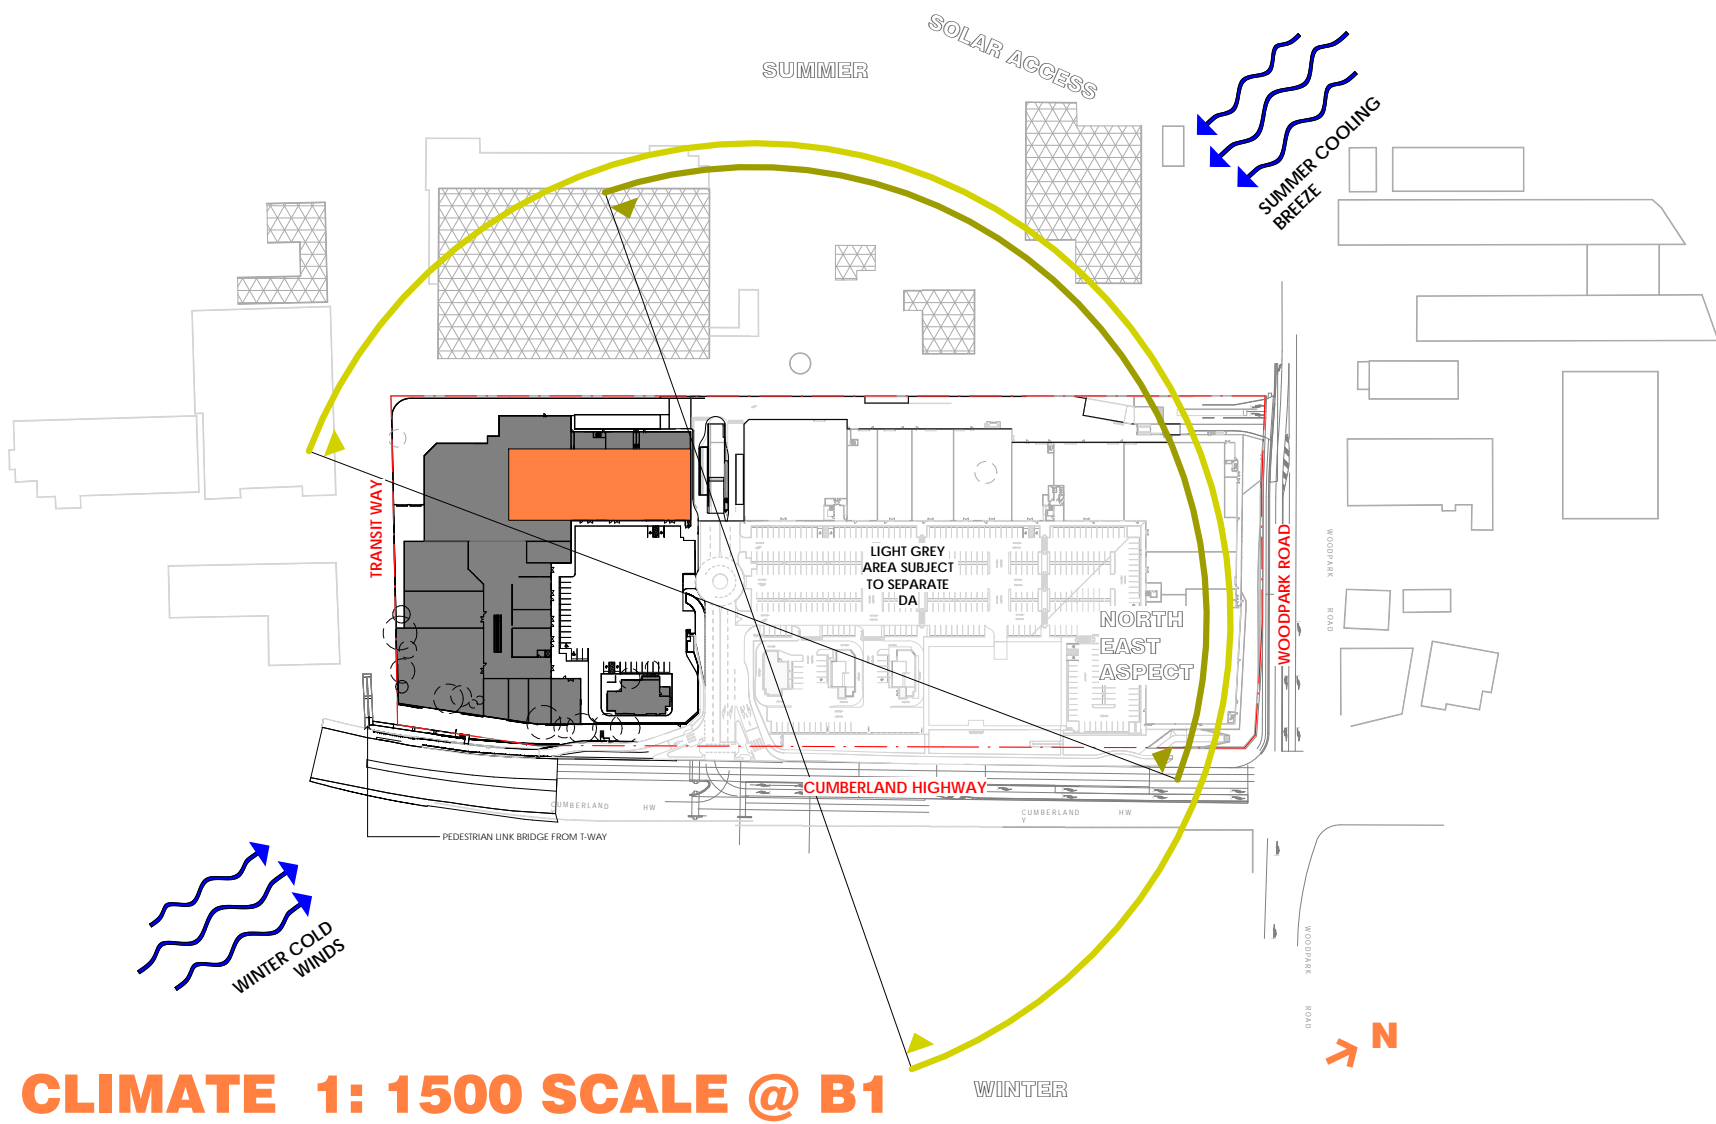 SOLAR ACCESS
SUMMER
SUMMER COOLING
BREEZE
TRANSIT WAY
LIGHT GREY
AREA SUBJECT
TO SEPARATE
DA
NORTH
EAST
ASPECT
WOODPARK ROAD
WOODPARK ROAD
CUMBERLAND HIGHWAY
CUMBERLAND HW
CUMBERLAND HW
Y
PEDESTRIAN LINK BRIDGE FROM T-WAY
WINTER COLD
WINDS
WOODPARK ROAD
N
WINTER
CLIMATE 1: 1500 SCALE @ B1